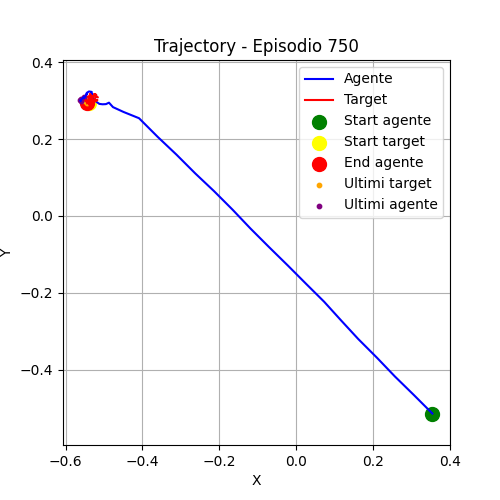 Trajectory - Episodio 750
Agente
Target
Start agente
Start target
End agente
Ultimi target
Ultimi agente
0.4
0.2
0.0
−0.2
−0.4
Y
−0.6 −0.4 −0.2 0.0 0.2 0.4
X